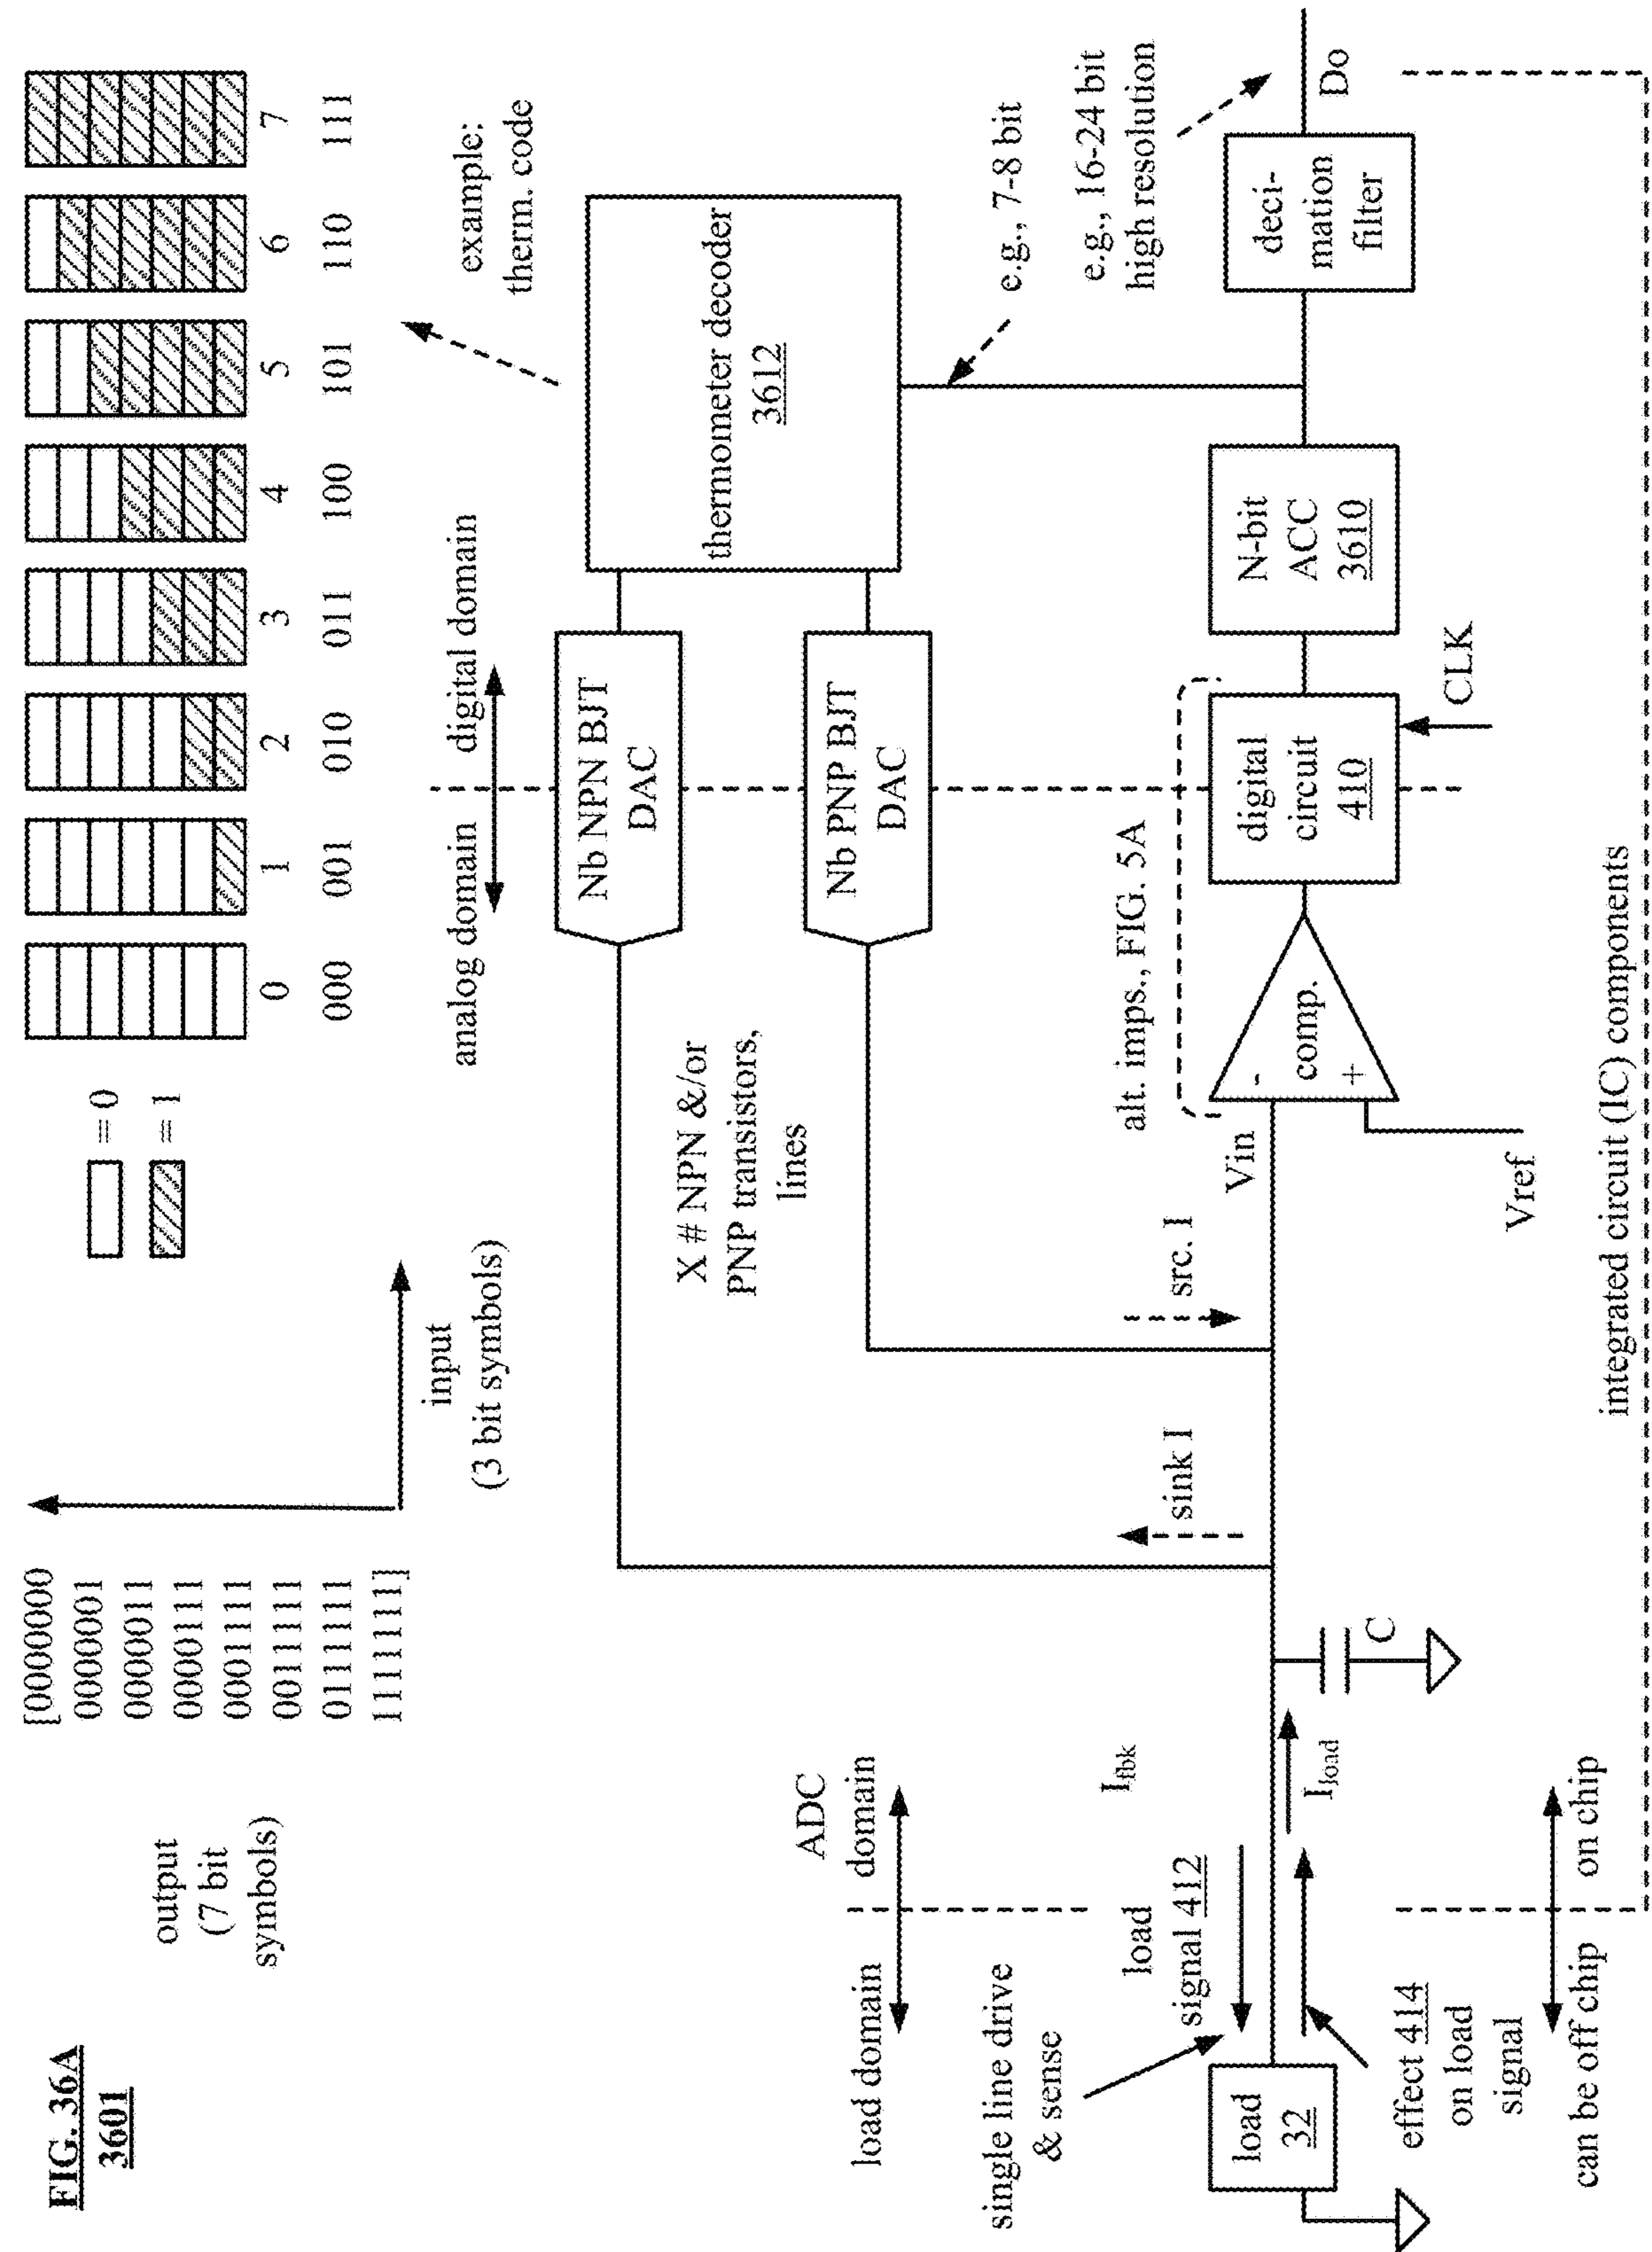 FIG. 36A
3601
output
(7 bit
symbols)
[0000000
0000001
0000011
0000111
0001111
0011111
0111111
1111111]
input
(3 bit symbols)
= 0
= 1
0
1
2
3
4
5
6
7
000
001
010
011
100
101
110
111
example:
therm. code
analog domain
digital domain
Nb NPN BJT
DAC
Nb PNP BJT
DAC
thermometer decoder
3612
X # NPN &/or
PNP transistors,
lines
e.g., 7-8 bit
e.g., 16-24 bit
high resolution
load domain
ADC
domain
single line drive
& sense
load
signal 412
Ifbk
sink I
src. I
alt. imps., FIG. 5A
Vin
load
32
Iload
C
-
+
comp.
digital
circuit
410
N-bit
ACC
3610
deci-
mation
filter
Do
CLK
Vref
effect 414
on load
signal
can be off chip
on chip
integrated circuit (IC) components